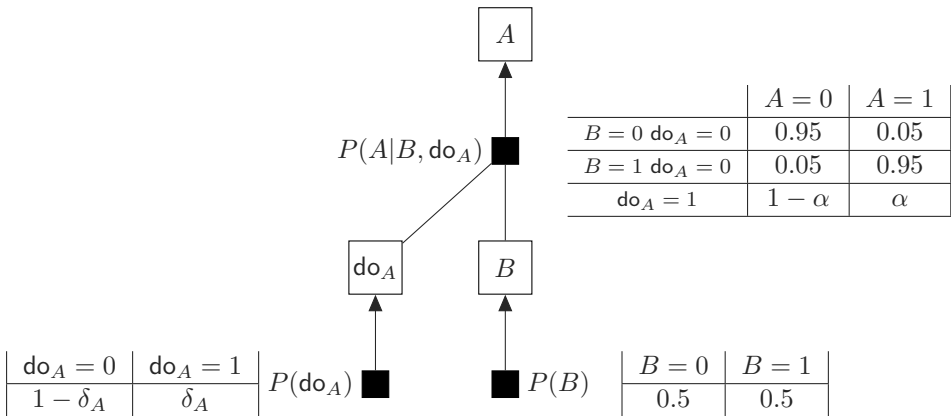 A
A = 0 A = 1
B = 0 do_A = 0 0.95 0.05
P(A|B, do_A)
B = 1 do_A = 0 0.05 0.95
do_A = 1 1 − α α
do_A B
do_A = 0 do_A = 1
1 − δ_A δ_A
P(do_A) P(B)
B = 0 B = 1
0.5 0.5